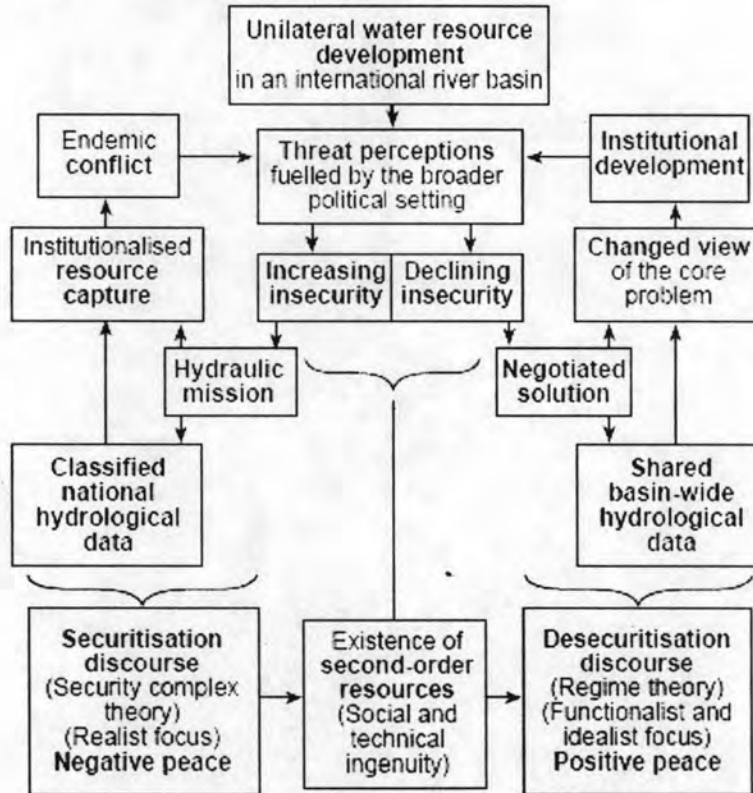 Unilateral water resource
development
in an international river basin
Endemic
conflict
Threat perceptions
fuelled by the broader
political setting
Institutional
development
Institutionalised
resource
capture
Increasing
insecurity
Declining
insecurity
Changed view
of the core
problem
Hydraulic
mission
Negotiated
solution
Classified
national
hydrological
data
Shared
basin-wide
hydrological
data
Securitisation
discourse
(Security complex
theory)
(Realist focus)
Negative peace
Existence of
second-order
resources
(Social and
technical
ingenuity)
Desecuritisation
discourse
(Regime theory)
(Functionalist and
idealist focus)
Positive peace